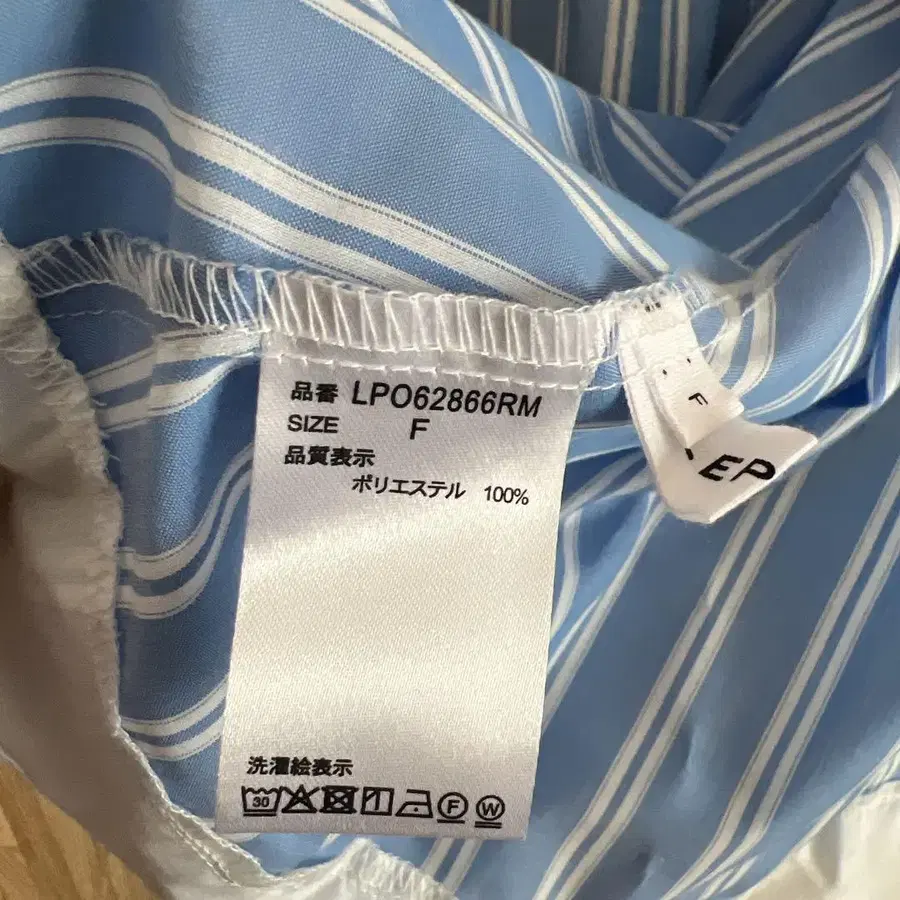 品番 LPO62866RM
SIZE F
品質表示
ポリエステル 100%
洗濯絵表示
30
F
W
F
EP